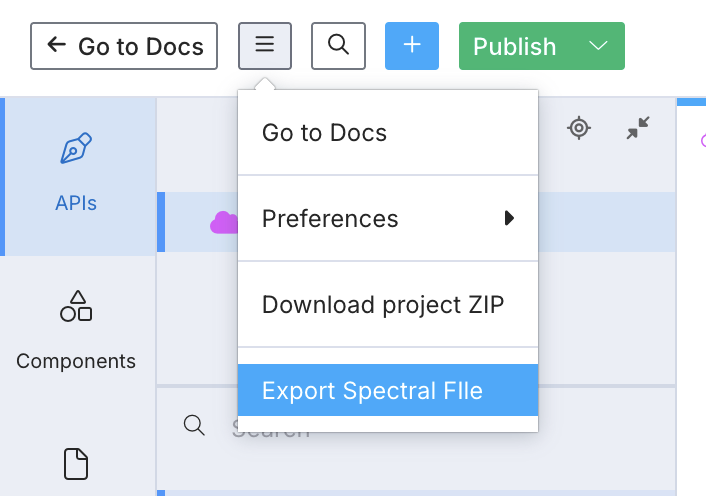 Go to Docs
Publish
APIs
Components
Go to Docs
Preferences
Download project ZIP
Export Spectral FIle
Search